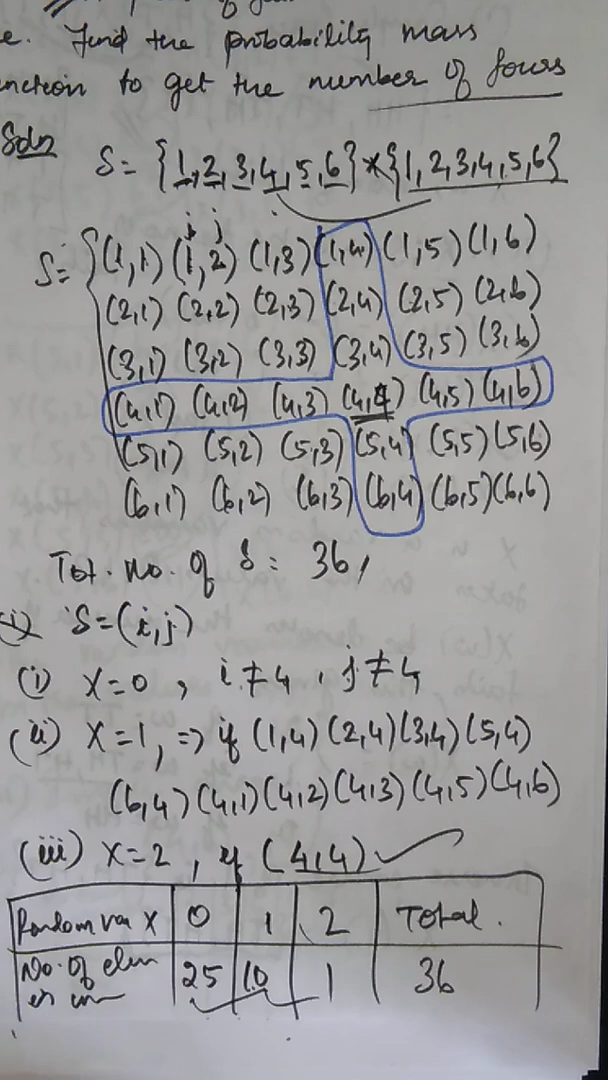 e. Find the probability mass
nction to get the number of fours
Soln
S= {1,2,3,4,5,6}×{1,2,3,4,5,6}
i j
S= {(1,1) (1,2) (1,3) (1,4) (1,5) (1,6)
(2,1) (2,2) (2,3) (2,4) (2,5) (2,6)
(3,1) (3,2) (3,3) (3,4) (3,5) (3,6)
(4,1) (4,2) (4,3) (4,4) (4,5) (4,6)
(5,1) (5,2) (5,3) (5,4) (5,5) (5,6)
(6,1) (6,2) (6,3) (6,4) (6,5) (6,6)
Tot. No. of S = 36,
S=(i,j)
(i) X=0 , i≠4 , j≠4
(ii) X=1, => if (1,4) (2,4) (3,4) (5,4)
(6,4) (4,1) (4,2) (4,3) (4,5) (4,6)
(iii) X=2 , if (4,4)
Random var X 0 1 2 Total.
No. of elem 25 10 1 36